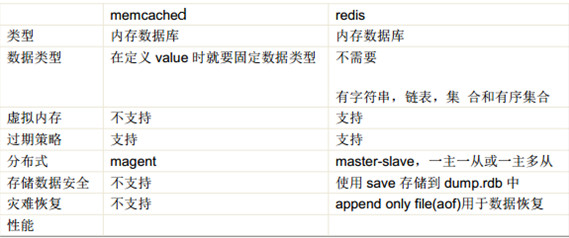 memcached redis
类型 内存数据库 内存数据库
数据类型 在定义 value 时就要固定数据类型 不需要
有字符串，链表，集 合和有序集合
虚拟内存 不支持 支持
过期策略 支持 支持
分布式 magent master-slave，一主一从或一主多从
存储数据安全 不支持 使用 save 存储到 dump.rdb 中
灾难恢复 不支持 append only file(aof)用于数据恢复
性能